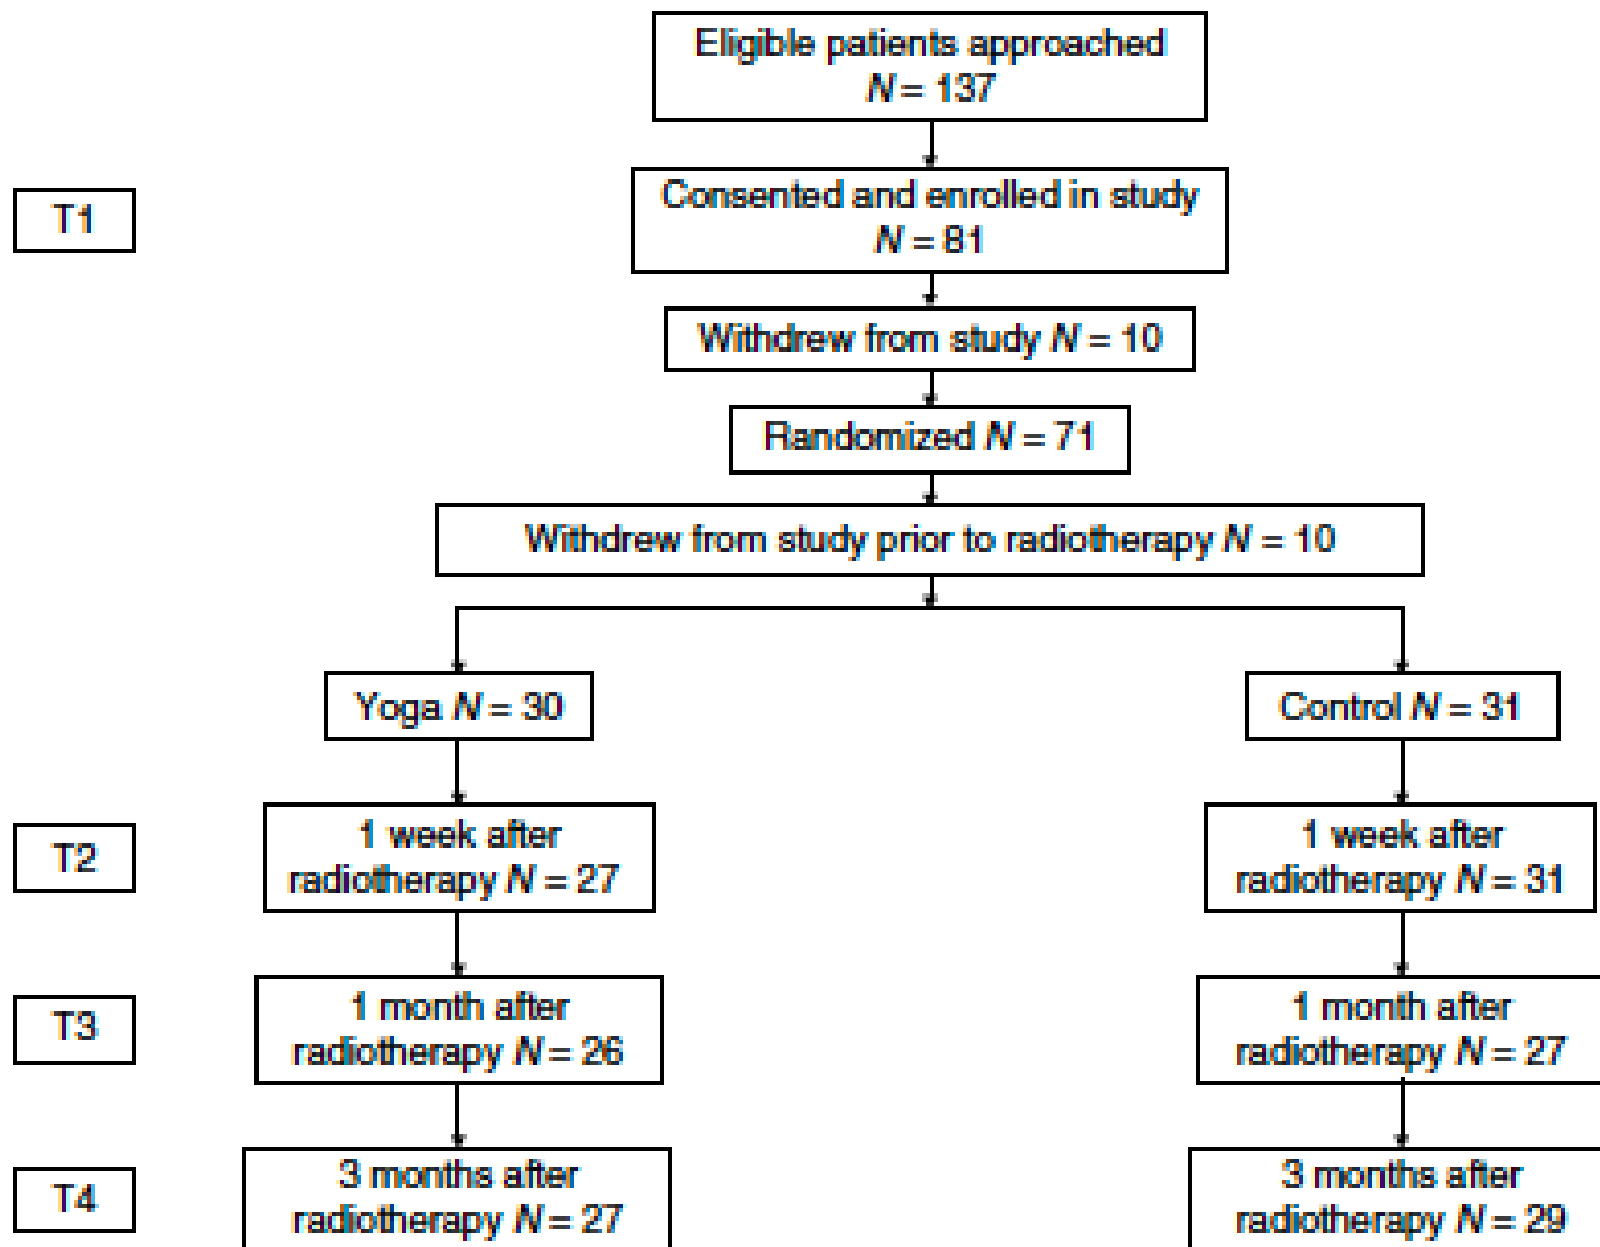 Eligible patients approached
N = 137
T1
Consented and enrolled in study
N = 81
Withdrew from study N = 10
Randomized N = 71
Withdrew from study prior to radiotherapy N = 10
Yoga N = 30
Control N = 31
T2
1 week after
radiotherapy N = 27
1 week after
radiotherapy N = 31
T3
1 month after
radiotherapy N = 26
1 month after
radiotherapy N = 27
T4
3 months after
radiotherapy N = 27
3 months after
radiotherapy N = 29